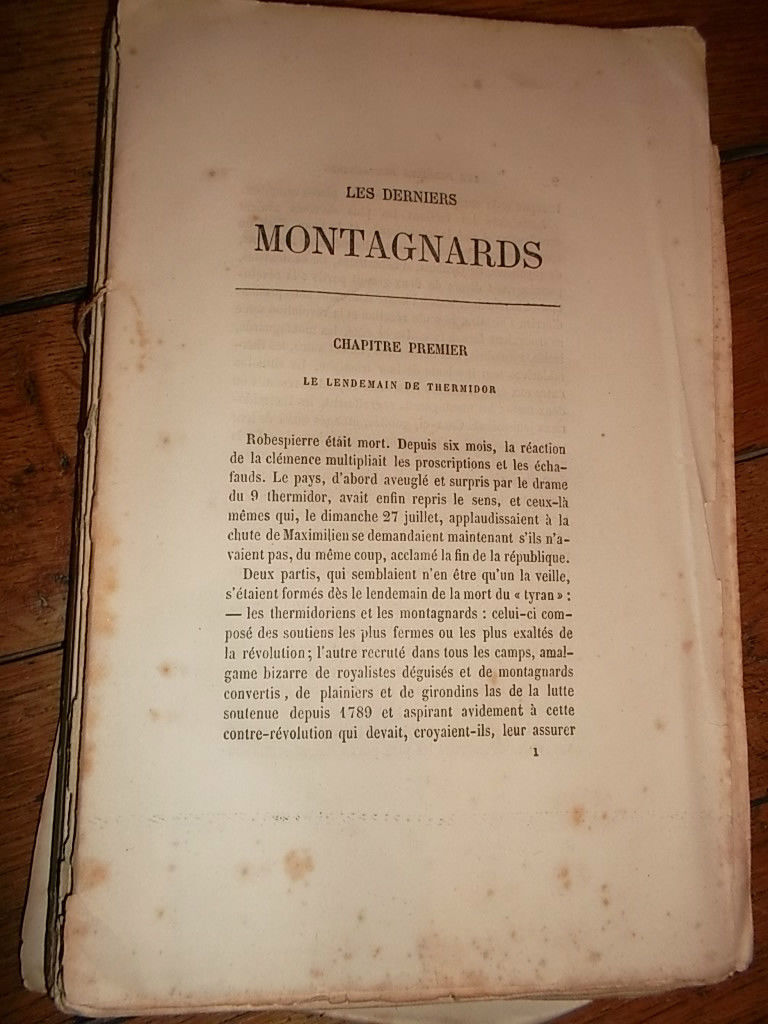 LES DERNIERS
MONTAGNARDS
CHAPITRE PREMIER
LE LENDEMAIN DE THERMIDOR
Robespierre était mort. Depuis six mois, la réaction
de la clémence multipliait les proscriptions et les écha-
fauds. Le pays, d'abord aveuglé et surpris par le drame
du 9 thermidor, avait enfin repris le sens, et ceux-là
mêmes qui, le dimanche 27 juillet, applaudissaient à la
chute de Maximilien se demandaient maintenant s'ils n'a-
vaient pas, du même coup, acclamé la fin de la république.
Deux partis, qui semblaient n'en être qu'un la veille,
s'étaient formés dès le lendemain de la mort du « tyran » :
— les thermidoriens et les montagnards : celui-ci com-
posé des soutiens les plus fermes ou les plus exaltés de
la révolution ; l'autre recruté dans tous les camps, amal-
game bizarre de royalistes déguisés et de montagnards
convertis, de plainiers et de girondins las de la lutte
soutenue depuis 1789 et aspirant avidement à cette
contre-révolution qui devait, croyaient-ils, leur assurer
1